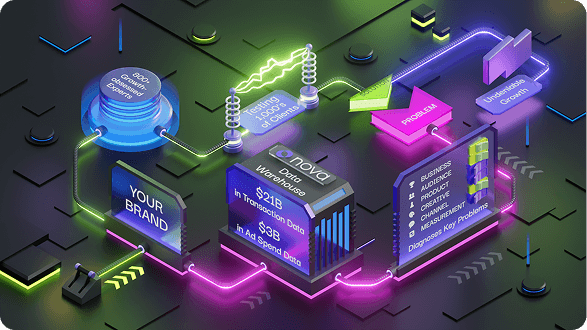 600+
Growth-
obsessed
Experts
Testing
1,000's
of Clients
PROBLEM
Undeniable
Growth
YOUR
BRAND
nova
Data
Warehouse
$21B
in Transaction Data
$3B
in Ad Spend Data
BUSINESS
AUDIENCE
PRODUCT
CREATIVE
CHANNEL
MEASUREMENT
Diagnoses Key Problems